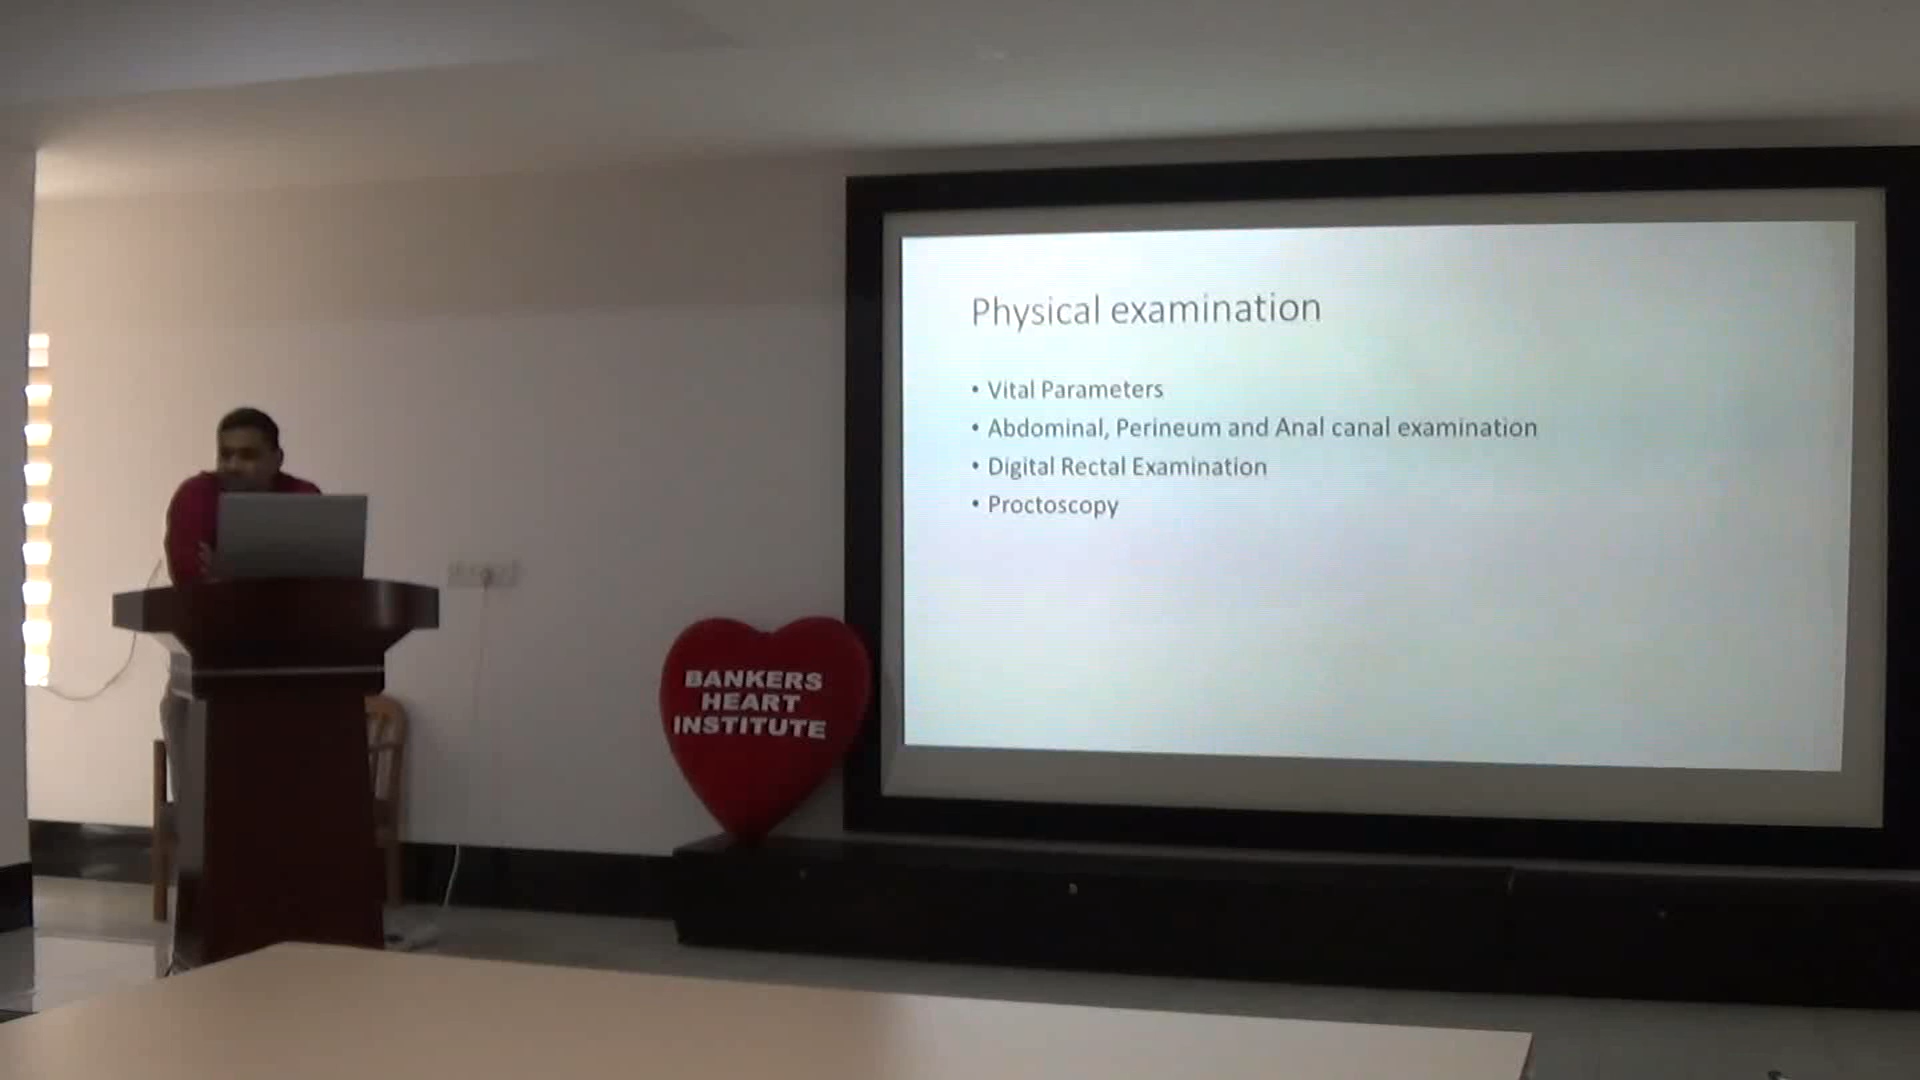 Physical examination
• Vital Parameters
• Abdominal, Perineum and Anal canal examination
• Digital Rectal Examination
• Proctoscopy
BANKERS
HEART
INSTITUTE